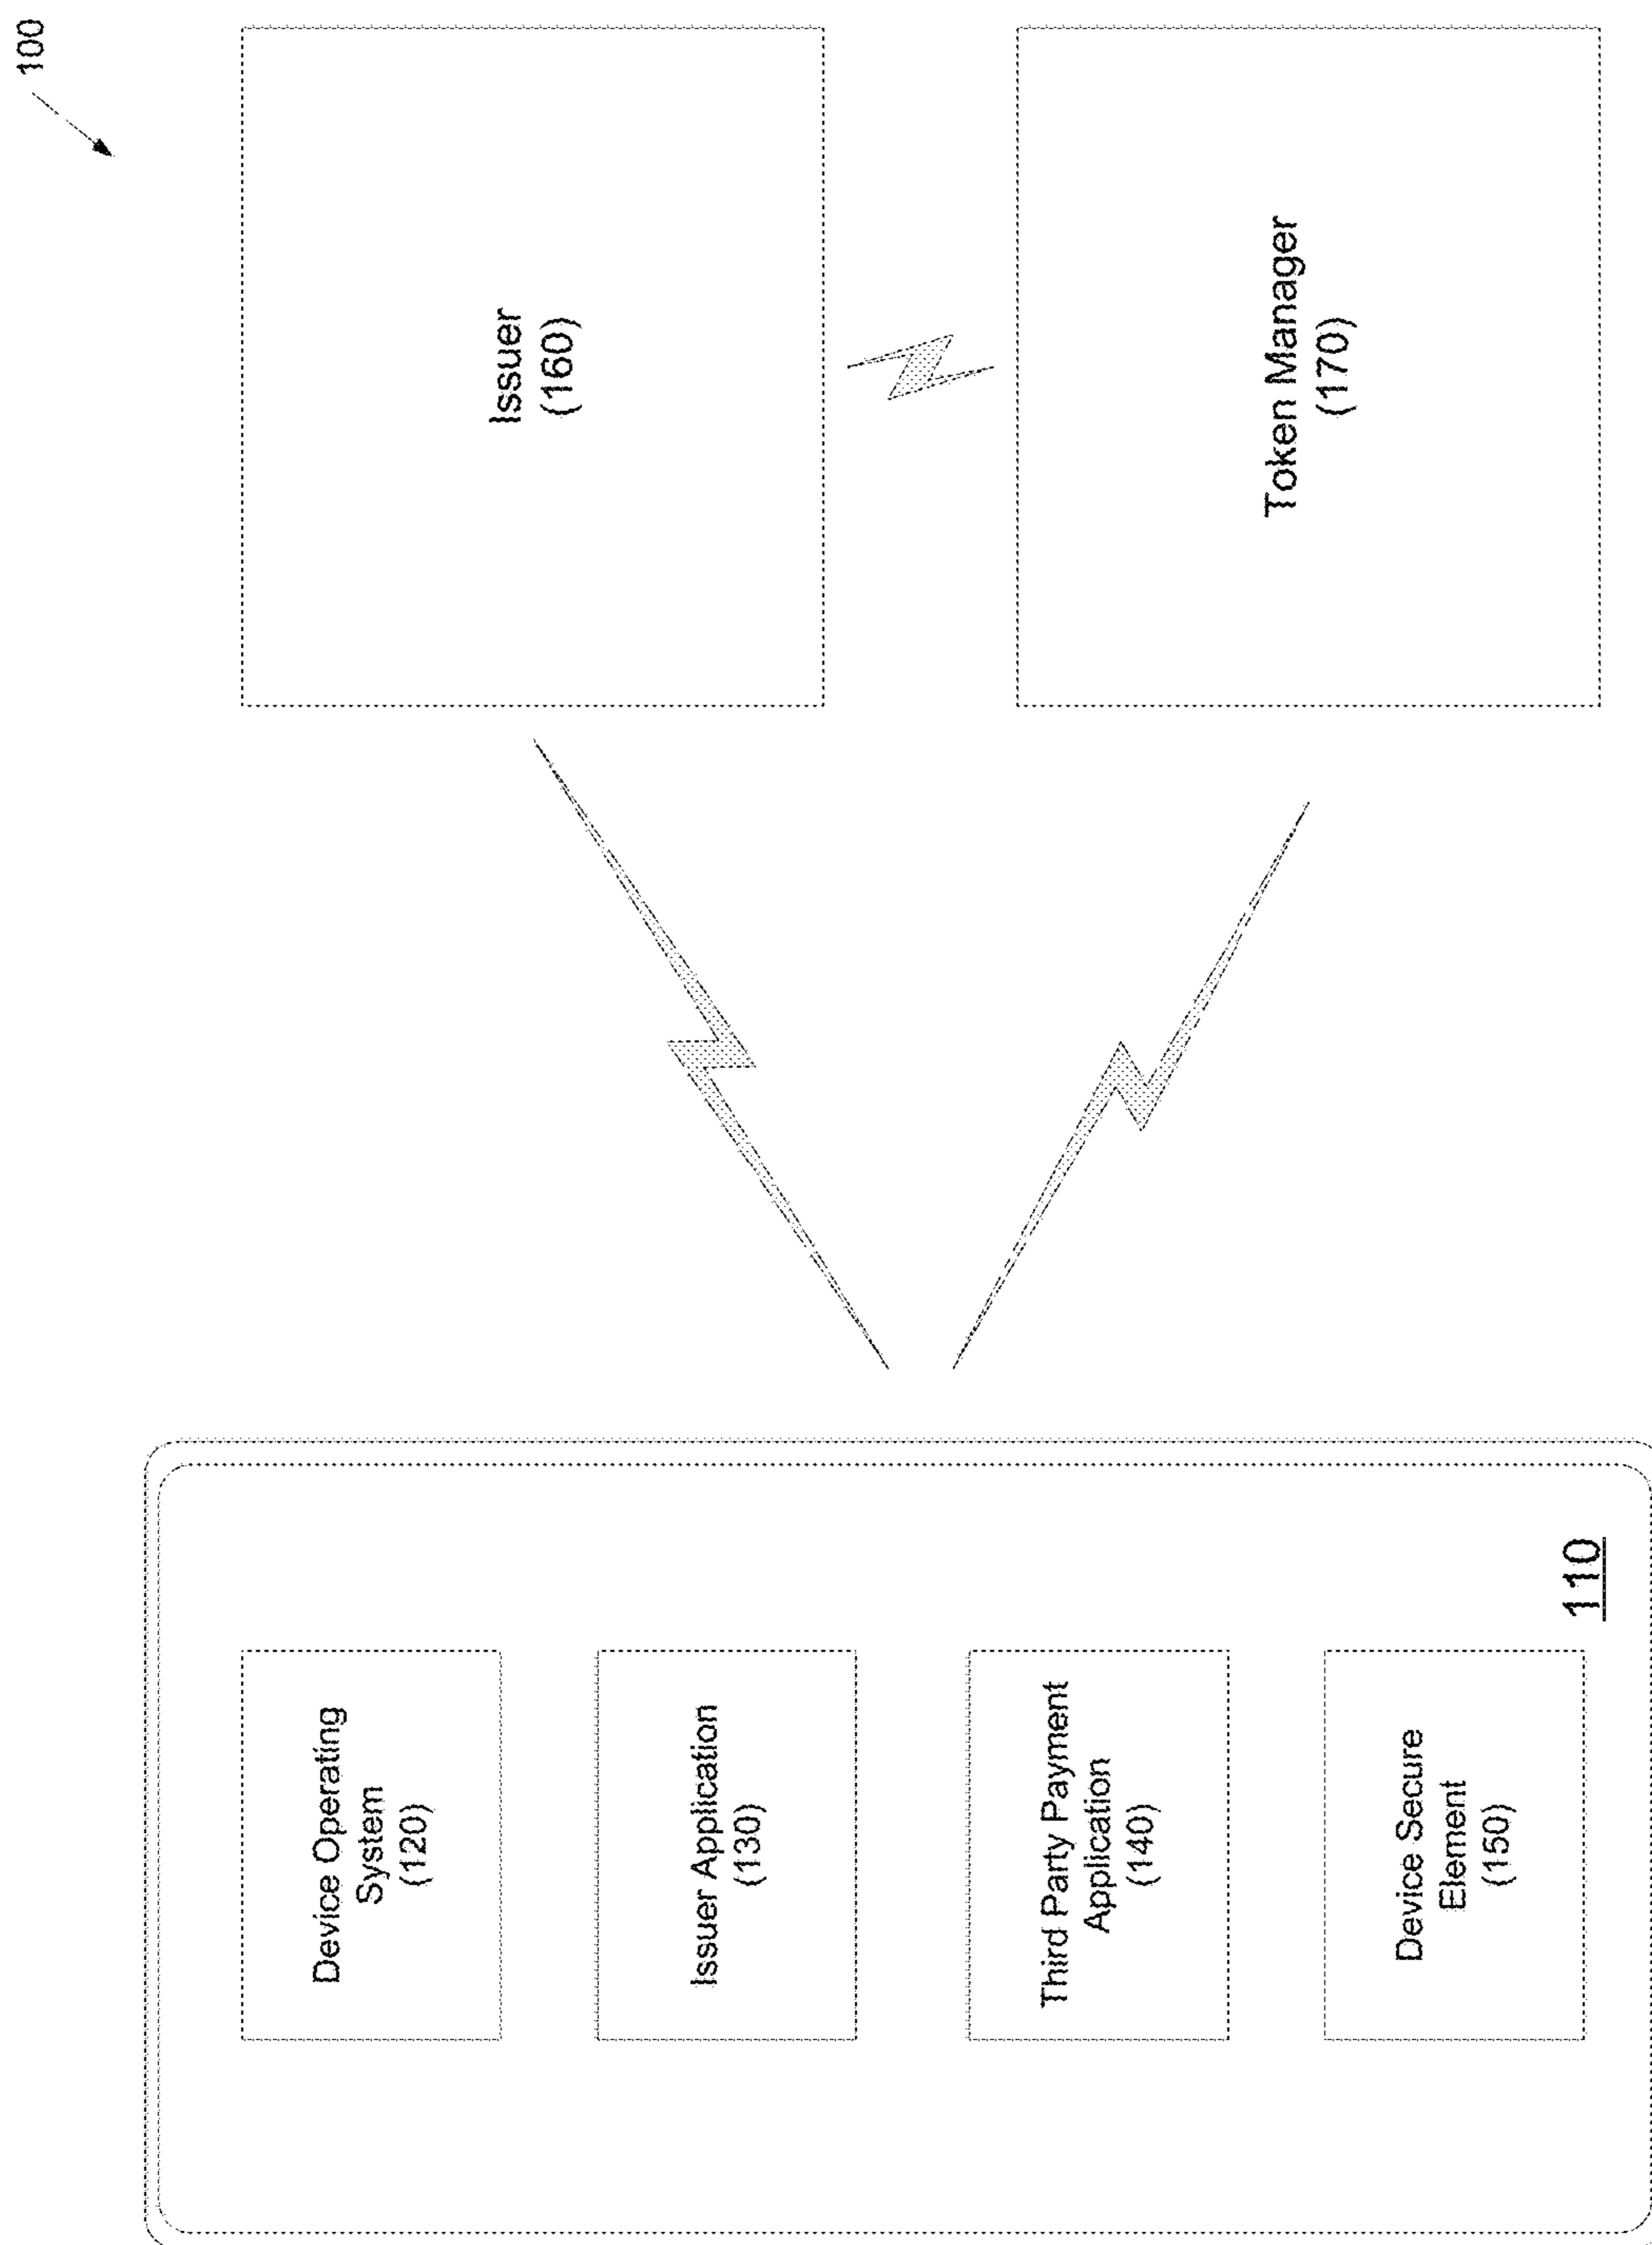 100
Device Operating
System
(120)
Issuer Application
(130)
Third Party Payment
Application
(140)
Device Secure
Element
(150)
110
Issuer
(160)
Token Manager
(170)